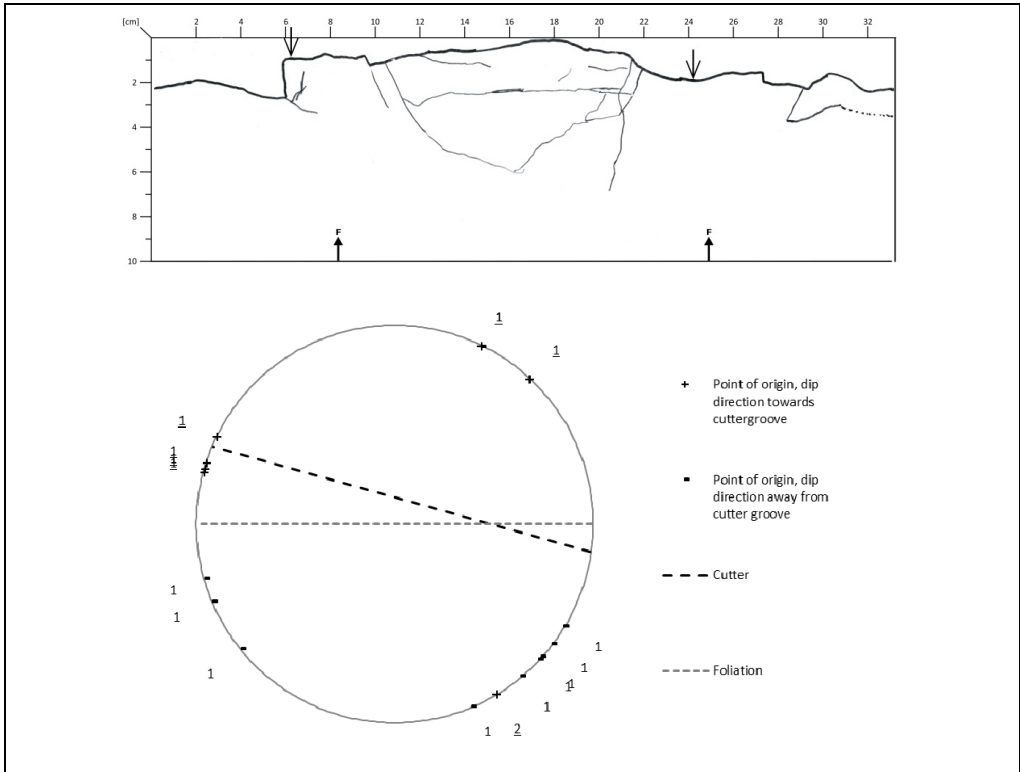 [cm] 2 4 6 8 10 12 14 16 18 20 22 24 26 28 30 32
2
4
6
8
10
F F
1
1
1
1
1
1
1
1
1
1
1
1
1
1
1 2
+ Point of origin, dip
direction towards
cuttergroove
Point of origin, dip
direction away from
cutter groove
Cutter
Foliation